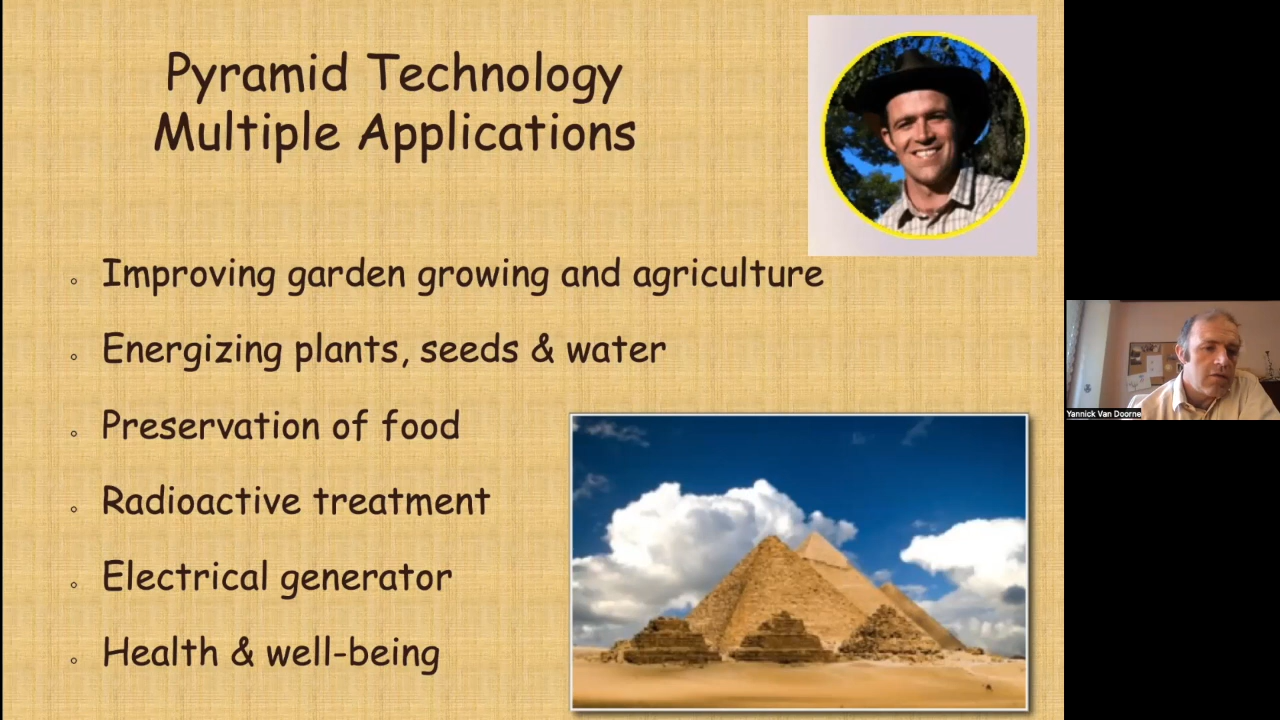 Pyramid Technology
Multiple Applications
Improving garden growing and agriculture
Energizing plants, seeds & water
Preservation of food
Radioactive treatment
Electrical generator
Health & well-being
Yannick Van Doorne